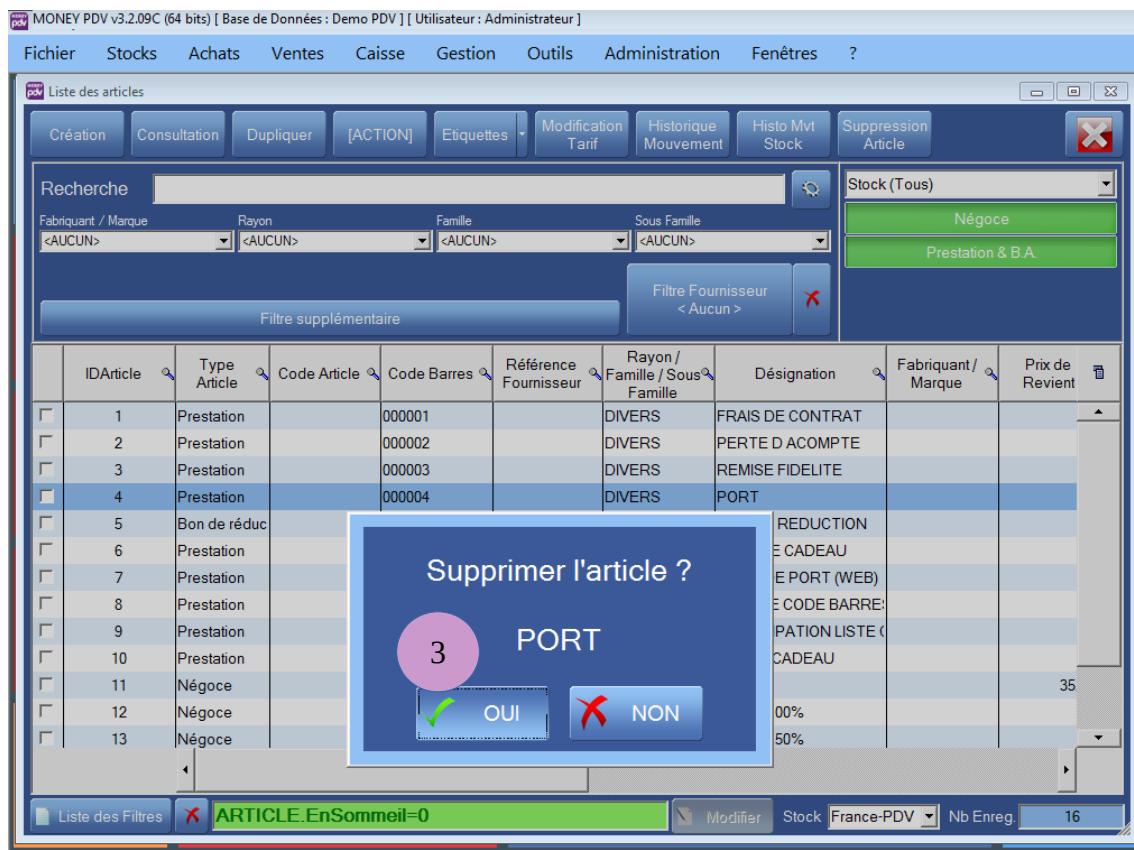 MONEY PDV v3.2.09C (64 bits) [ Base de Données : Demo PDV ] [ Utilisateur : Administrateur ]
Fichier Stocks Achats Ventes Caisse Gestion Outils Administration Fenêtres ?
Liste des articles
Création Consultation Dupliquer [ACTION] Etiquettes Modification Tarif Historique Mouvement Histo Mvt Stock Suppression Article
Recherche Stock (Tous)
Négoce
Fabriquant / Marque Rayon Famille Sous Famille
<AUCUN> <AUCUN> <AUCUN> <AUCUN>
Prestation & B.A.
Filtre Fournisseur
< Aucun >
Filtre supplémentaire
IDArticle Type Article Code Article Code Barres Référence Fournisseur Rayon / Famille / Sous Famille Désignation Fabriquant / Marque Prix de Revient
1 Prestation 000001 DIVERS FRAIS DE CONTRAT
2 Prestation 000002 DIVERS PERTE D ACOMPTE
3 Prestation 000003 DIVERS REMISE FIDELITE
4 Prestation 000004 DIVERS PORT
5 Bon de réduc REDUCTION
6 Prestation E CADEAU
7 Prestation E PORT (WEB)
8 Prestation E CODE BARRE
9 Prestation IPATION LISTE
10 Prestation CADEAU
11 Négoce 35
12 Négoce 00%
13 Négoce 50%
Supprimer l'article ?
PORT
3
OUI NON
Liste des Filtres ARTICLE.EnSommeil=0 Modifier Stock France-PDV Nb Enreg. 16